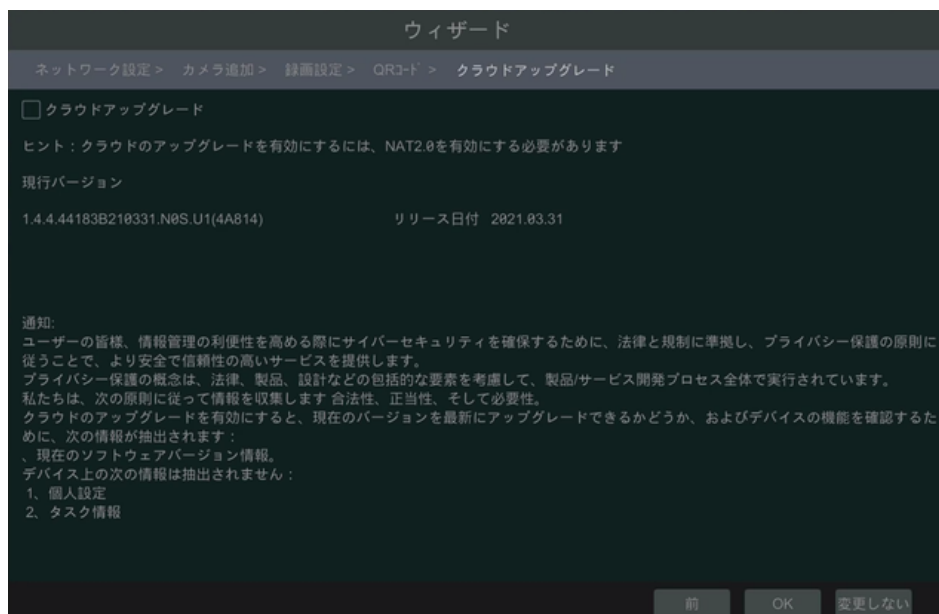 ウィザード
ネットワーク設定 > カメラ追加 > 録画設定 > QRｺｰﾄﾞ > クラウドアップグレード
クラウドアップグレード
ヒント：クラウドのアップグレードを有効にするには、NAT2.0を有効にする必要があります
現行バージョン
1.4.4.44183B210331.N0S.U1(4A814) リリース日付 2021.03.31
通知:
ユーザーの皆様、情報管理の利便性を高める際にサイバーセキュリティを確保するために、法律と規制に準拠し、プライバシー保護の原則に
従うことで、より安全で信頼性の高いサービスを提供します。
プライバシー保護の概念は、法律、製品、設計などの包括的な要素を考慮して、製品/サービス開発プロセス全体で実行されています。
私たちは、次の原則に従って情報を収集します 合法性、正当性、そして必要性。
クラウドのアップグレードを有効にすると、現在のバージョンを最新にアップグレードできるかどうか、およびデバイスの機能を確認するた
めに、次の情報が抽出されます：
、現在のソフトウェアバージョン情報。
デバイス上の次の情報は抽出されません：
1、個人設定
2、タスク情報
前 OK 変更しない